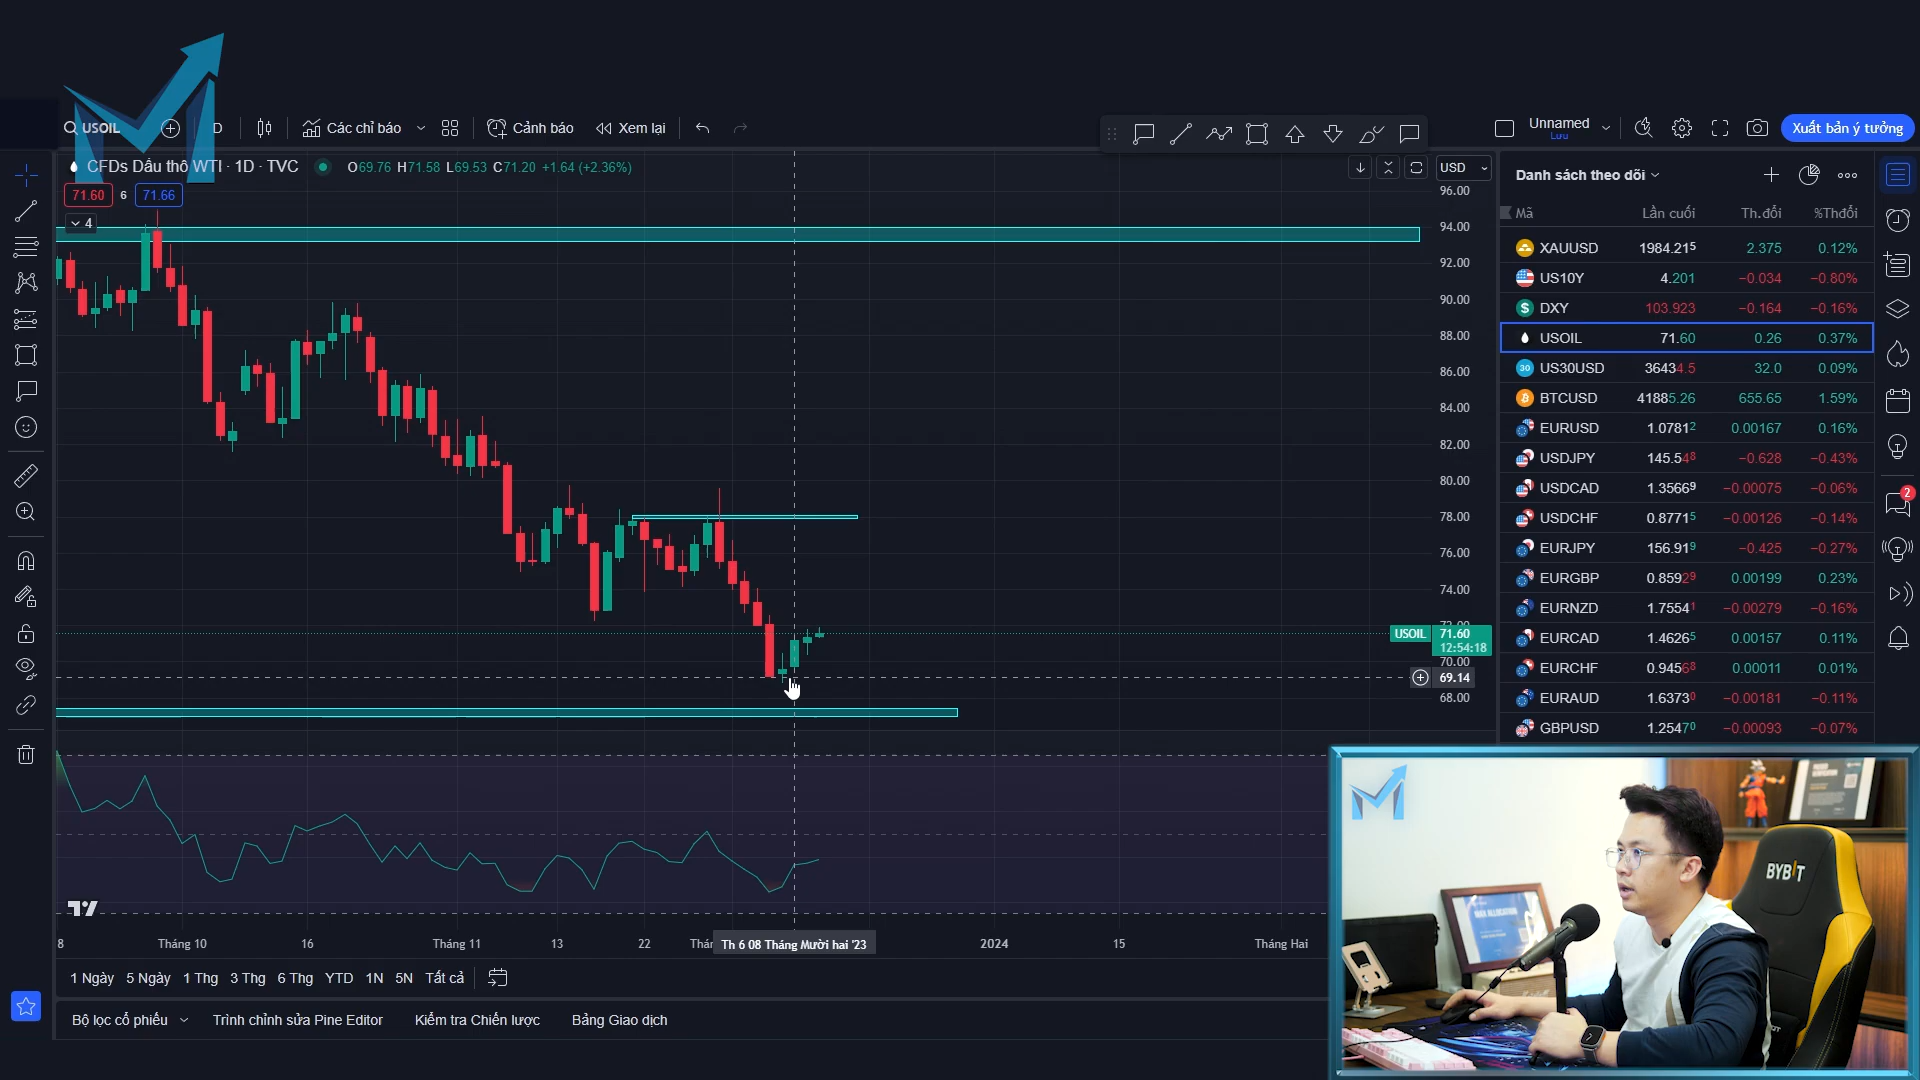 USOIL
D
Các chỉ báo
Cảnh báo
Xem lại
Unnamed
Lưu
Xuất bản ý tưởng
CFDs Dầu thô WTI · 1D · TVC
O69.76 H71.58 L69.53 C71.20 +1.64 (+2.36%)
71.60
6
71.66
4
USD
96.00
94.00
92.00
90.00
88.00
86.00
84.00
82.00
80.00
78.00
76.00
74.00
72.00
USOIL 71.60
12:54:18
70.00
69.14
68.00
Danh sách theo dõi
Mã Lần cuối Th.đổi %Thđổi
XAUUSD 1984.215 2.375 0.12%
US10Y 4.201 −0.034 −0.80%
DXY 103.923 −0.164 −0.16%
USOIL 71.60 0.26 0.37%
30 US30USD 36434.5 32.0 0.09%
BTCUSD 41885.26 655.65 1.59%
EURUSD 1.07812 0.00167 0.16%
USDJPY 145.548 −0.628 −0.43%
USDCAD 1.35669 −0.00075 −0.06%
USDCHF 0.87715 −0.00126 −0.14%
EURJPY 156.919 −0.425 −0.27%
EURGBP 0.85929 0.00199 0.23%
EURNZD 1.75541 −0.00279 −0.16%
EURCAD 1.46265 0.00157 0.11%
EURCHF 0.94568 0.00011 0.01%
EURAUD 1.63730 −0.00181 −0.11%
GBPUSD 1.25470 −0.00093 −0.07%
2
8
Tháng 10
16
Tháng 11
13
22
Thár
Th 6 08 Tháng Mười hai '23
2024
15
Tháng Hai
1 Ngày 5 Ngày 1 Thg 3 Thg 6 Thg YTD 1N 5N Tất cả
Bộ lọc cổ phiếu
Trình chỉnh sửa Pine Editor
Kiểm tra Chiến lược
Bảng Giao dịch
BYBIT